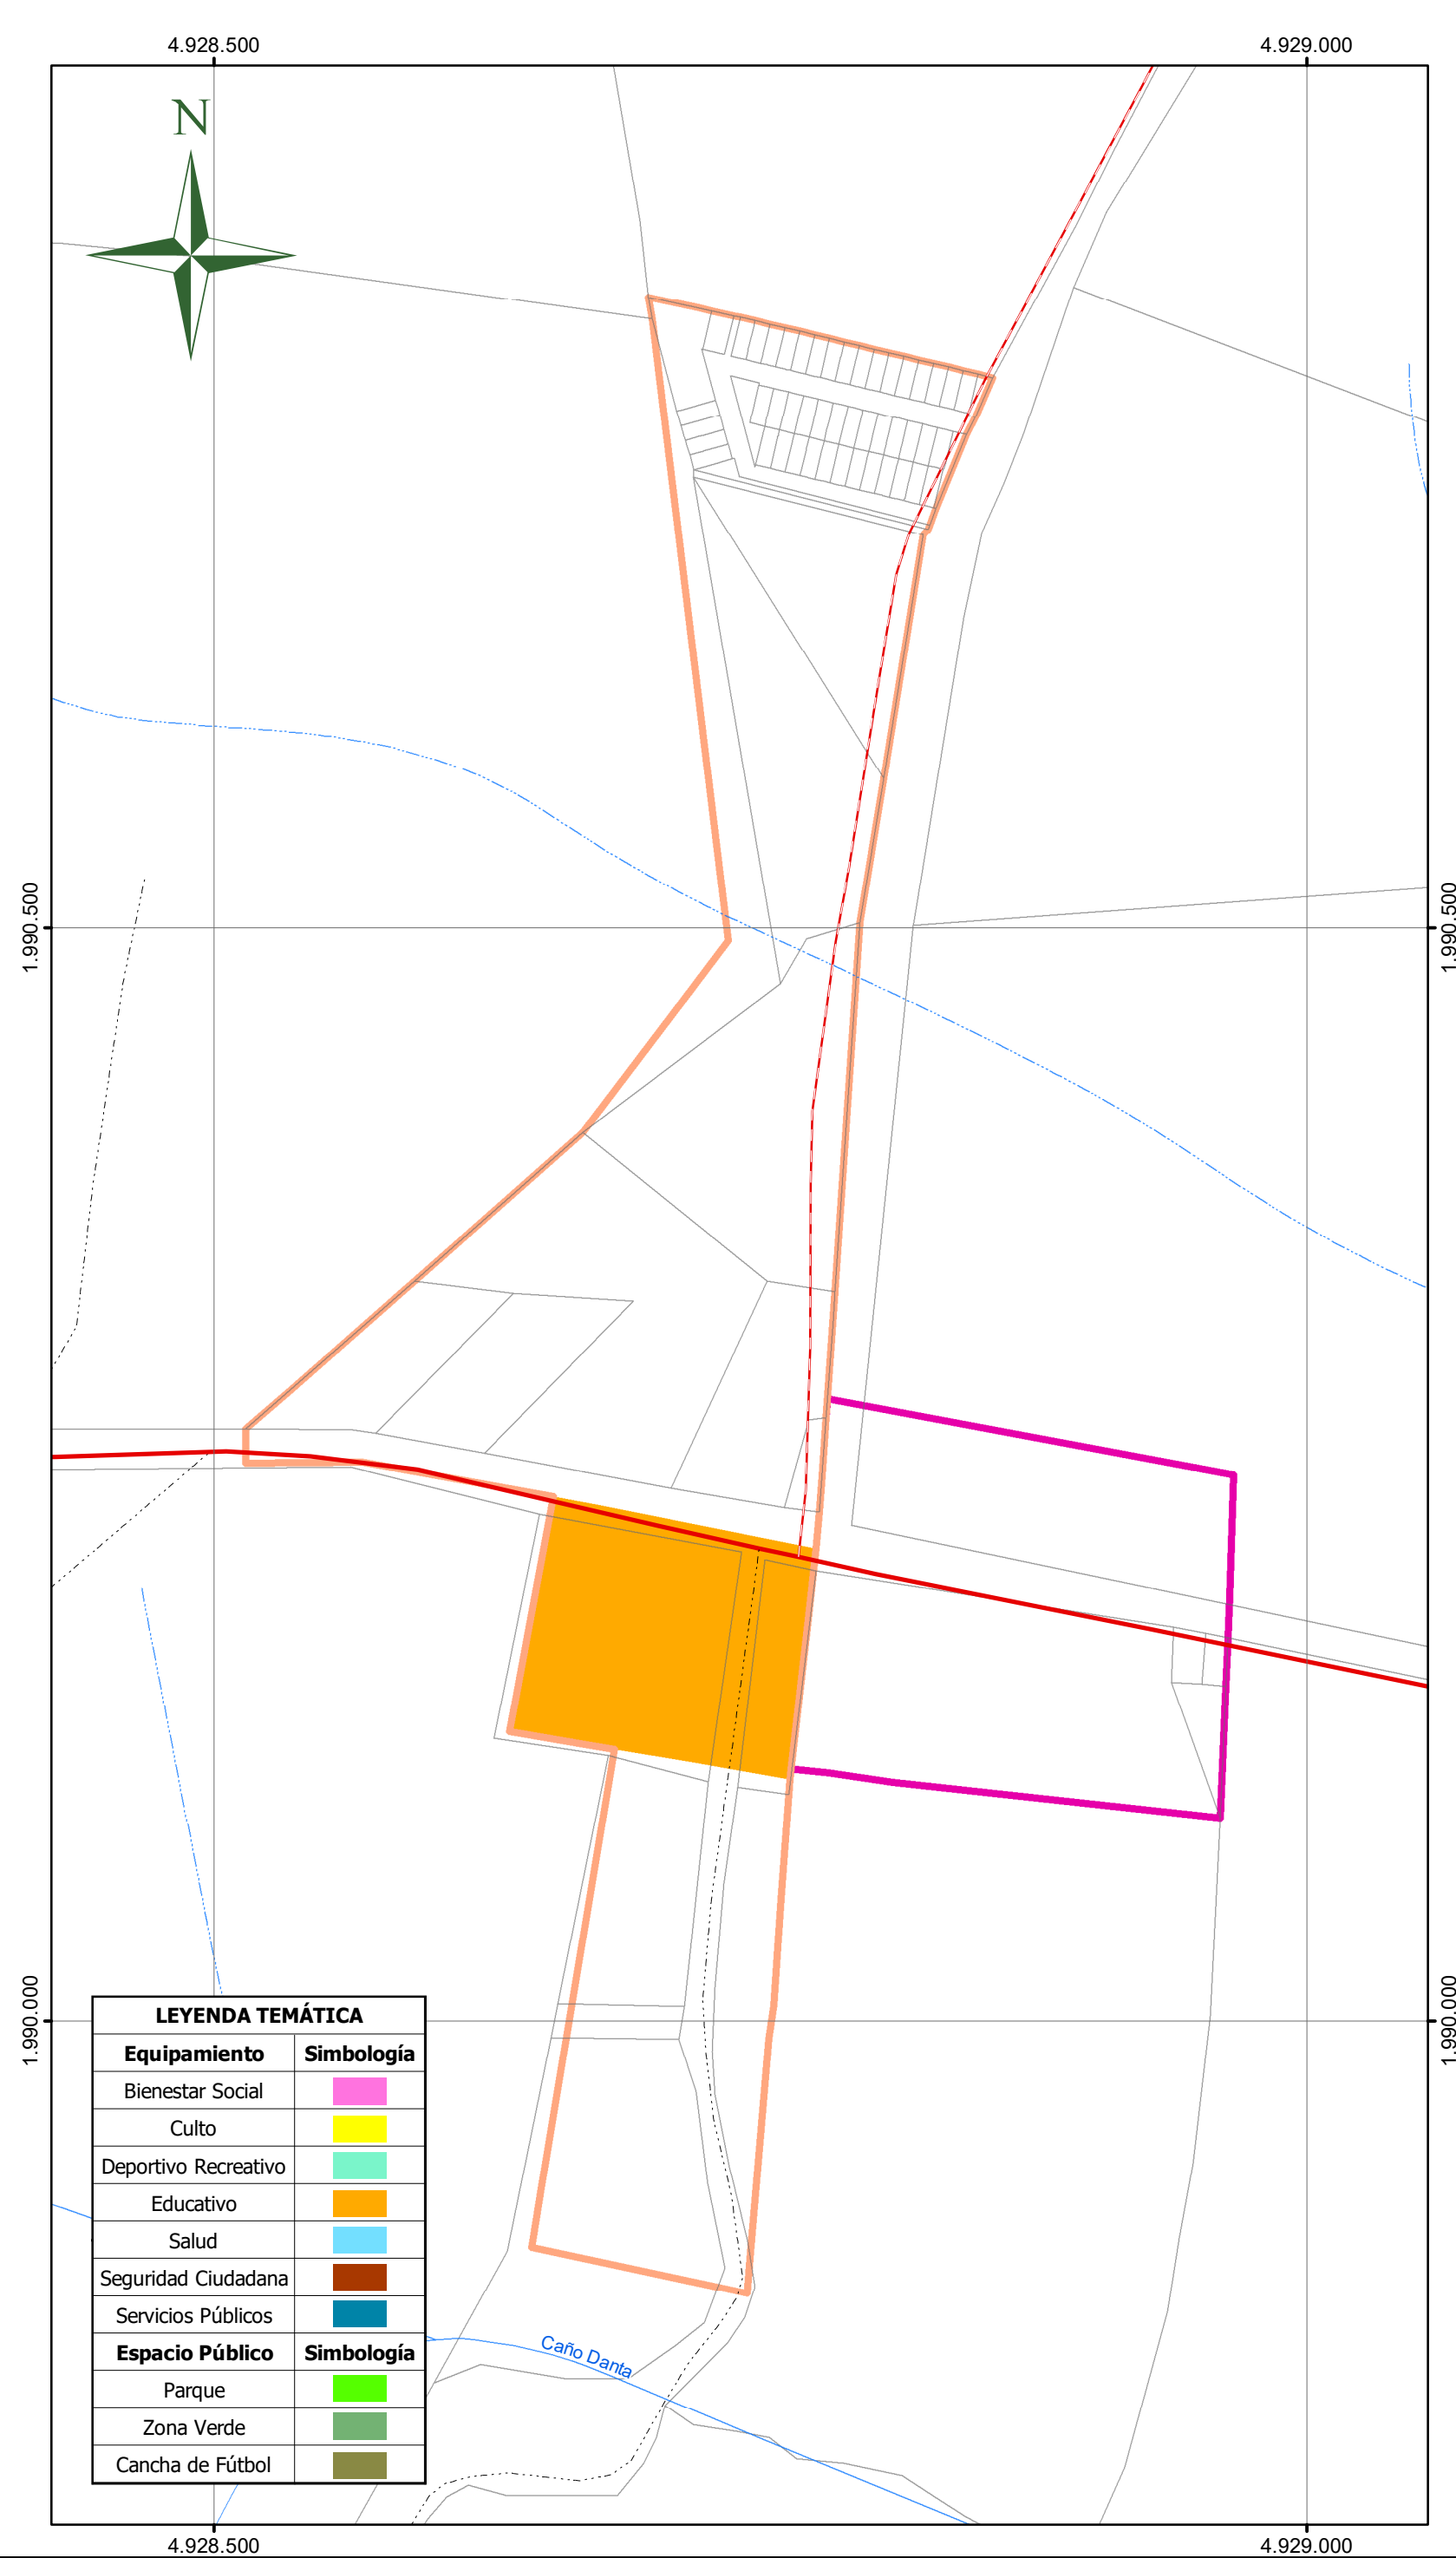 4.928.500 4.929.000
N
1.990.500 1.990.500
1.990.000 1.990.000
LEYENDA TEMÁTICA
Equipamiento Simbología
Bienestar Social
Culto
Deportivo Recreativo
Educativo
Salud
Seguridad Ciudadana
Servicios Públicos
Espacio Público Simbología
Parque
Zona Verde
Cancha de Fútbol
Caño Danta
4.928.500 4.929.000